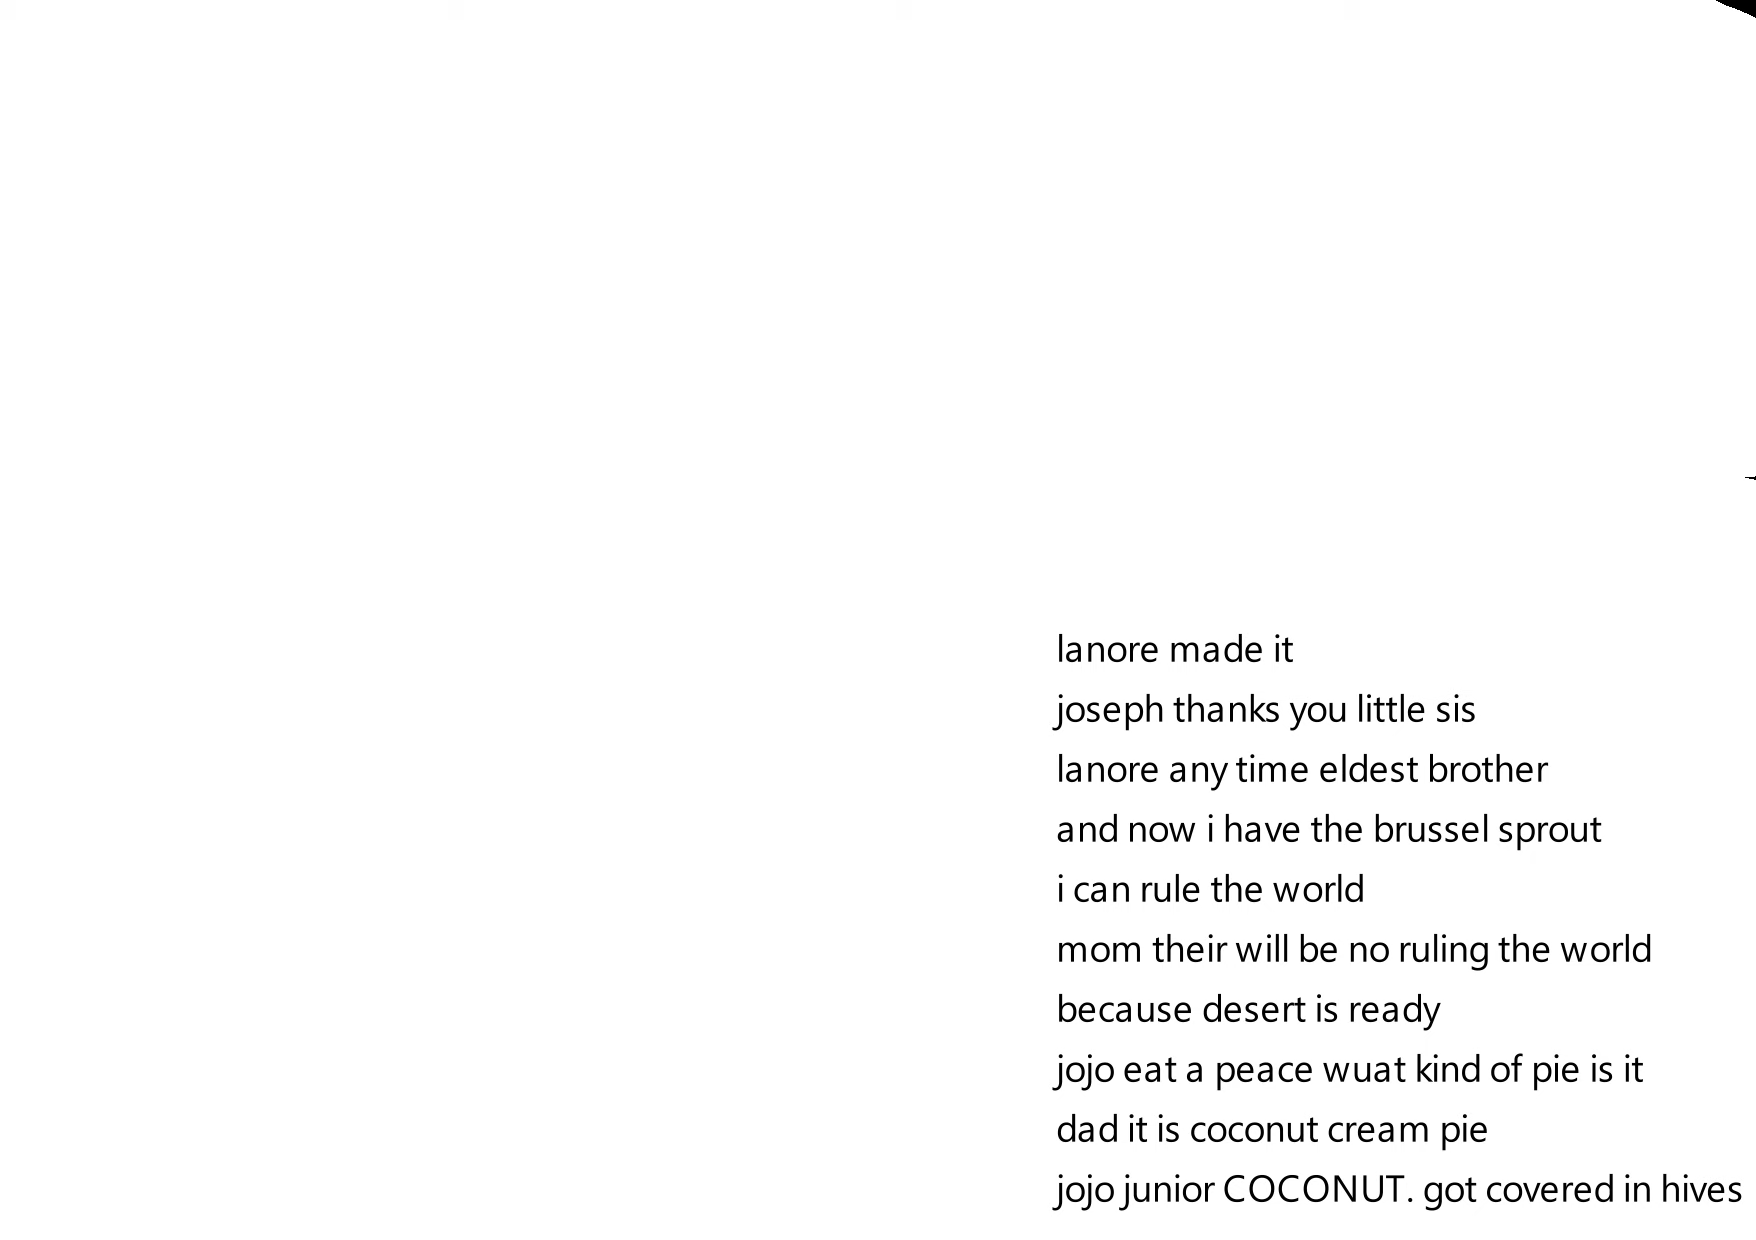 lanore made it
joseph thanks you little sis
lanore any time eldest brother
and now i have the brussel sprout
i can rule the world
mom their will be no ruling the world
because desert is ready
jojo eat a peace wuat kind of pie is it
dad it is coconut cream pie
jojo junior COCONUT. got covered in hives